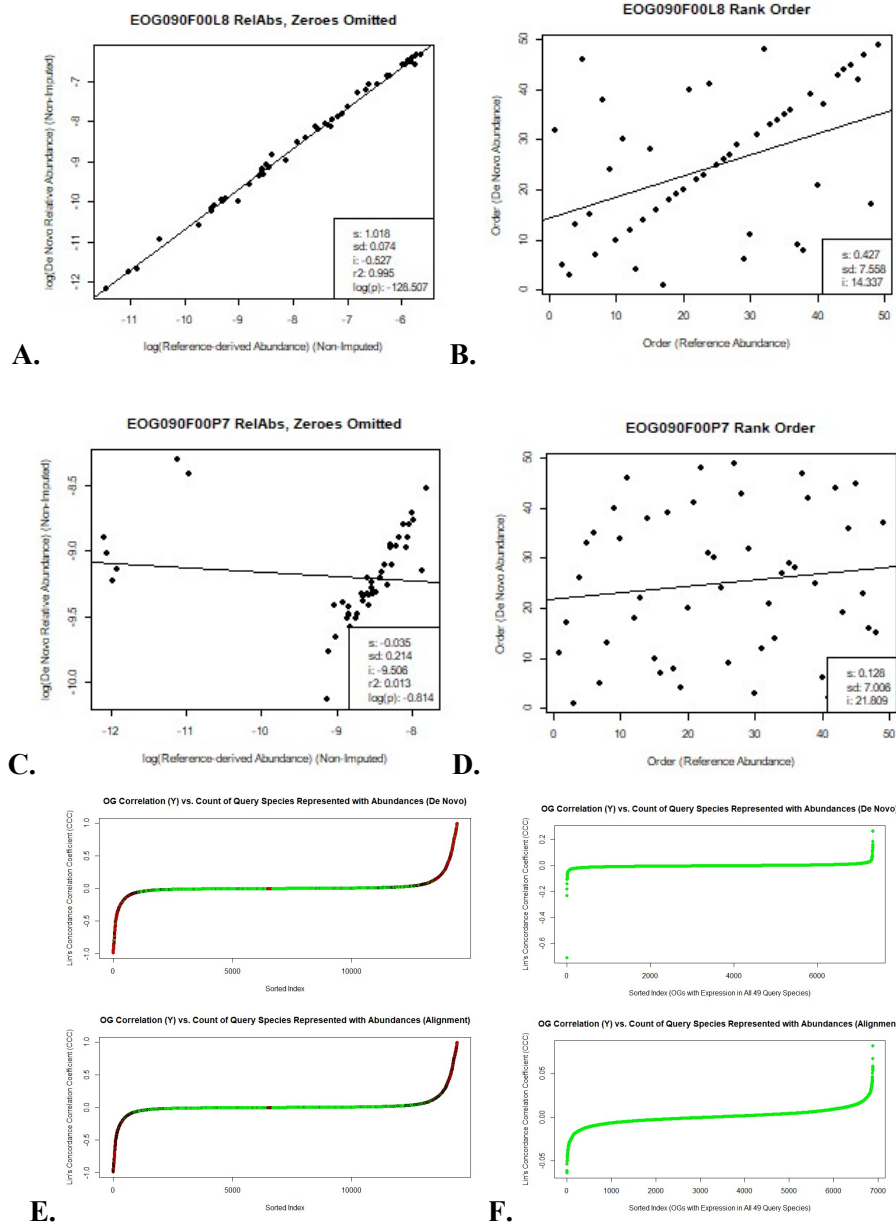 EOG090F00L8 RelAbs, Zeroes Omitted
log(De Novo Relative Abundance) (Non-Imputed)
-7
-8
-9
-10
-11
-12
s: 1.018
sd: 0.074
i: -0.527
r2: 0.995
log(p): -128.507
-11 -10 -9 -8 -7 -6
log(Reference-derived Abundance) (Non-Imputed)
A.
EOG090F00L8 Rank Order
Order (De Novo Abundance)
50
40
30
20
10
0
s: 0.427
sd: 7.558
i: 14.337
0 10 20 30 40 50
Order (Reference Abundance)
B.
EOG090F00P7 RelAbs, Zeroes Omitted
log(De Novo Relative Abundance) (Non-Imputed)
-8.5
-9.0
-9.5
-10.0
s: -0.035
sd: 0.214
i: -9.506
r2: 0.013
log(p): -0.814
-12 -11 -10 -9 -8
log(Reference-derived Abundance) (Non-Imputed)
C.
EOG090F00P7 Rank Order
Order (De Novo Abundance)
50
40
30
20
10
0
s: 0.128
sd: 7.006
i: 21.809
0 10 20 30 40 50
Order (Reference Abundance)
D.
OG Correlation (Y) vs. Count of Query Species Represented with Abundances (De Novo)
Lin's Concordance Correlation Coefficient (CCC)
1.0
0.5
0.0
-0.5
-1.0
0 5000 10000
Sorted Index
OG Correlation (Y) vs. Count of Query Species Represented with Abundances (Alignment)
Lin's Concordance Correlation Coefficient (CCC)
1.0
0.5
0.0
-0.5
-1.0
0 5000 10000
Sorted Index
E.
OG Correlation (Y) vs. Count of Query Species Represented with Abundances (De Novo)
Lin's Concordance Correlation Coefficient (CCC)
0.2
0.0
-0.2
-0.4
-0.6
0 2000 4000 6000
Sorted Index (OGs with Expression in All 49 Query Species)
OG Correlation (Y) vs. Count of Query Species Represented with Abundances (Alignment
Lin's Concordance Correlation Coefficient (CCC)
0.05
0.00
-0.05
0 1000 2000 3000 4000 5000 6000 7000
Sorted Index (OGs with Expression in All 49 Query Species)
F.